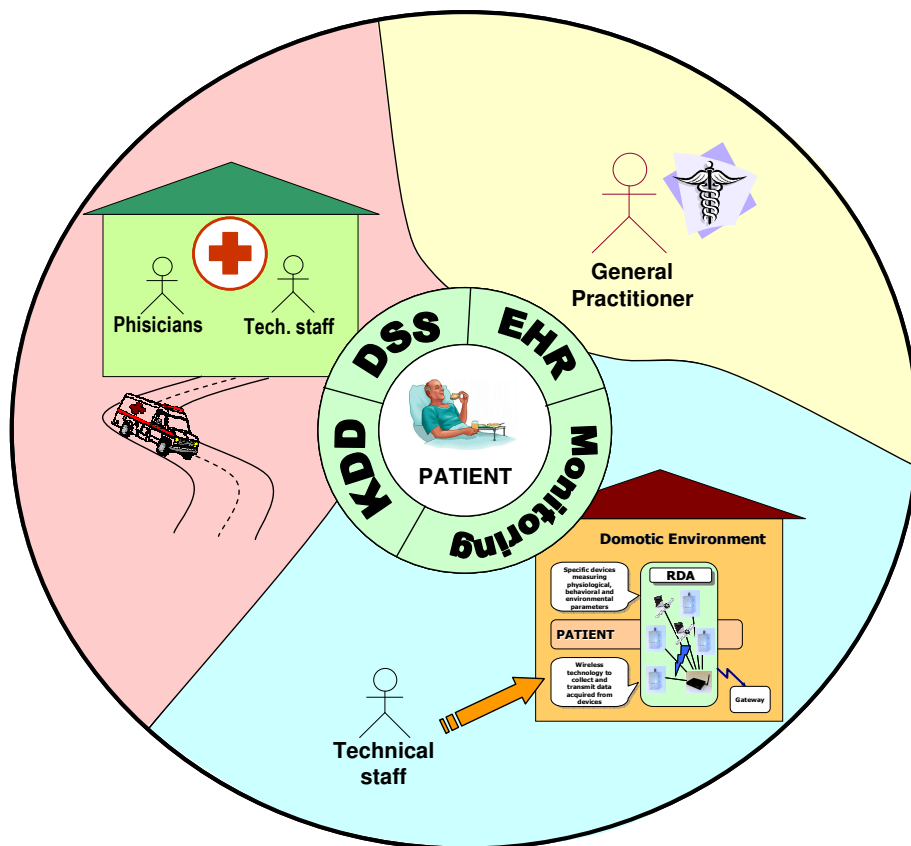 General
Practitioner
Phisicians
Tech. staff
DSS
EHR
KDD
Monitoring
PATIENT
Domotic Environment
Specific devices
measuring
physiological,
behavioral and
environmental
parameters
RDA
PATIENT
Wireless
technology to
collect and
transmit data
acquired from
devices
Gateway
Technical
staff